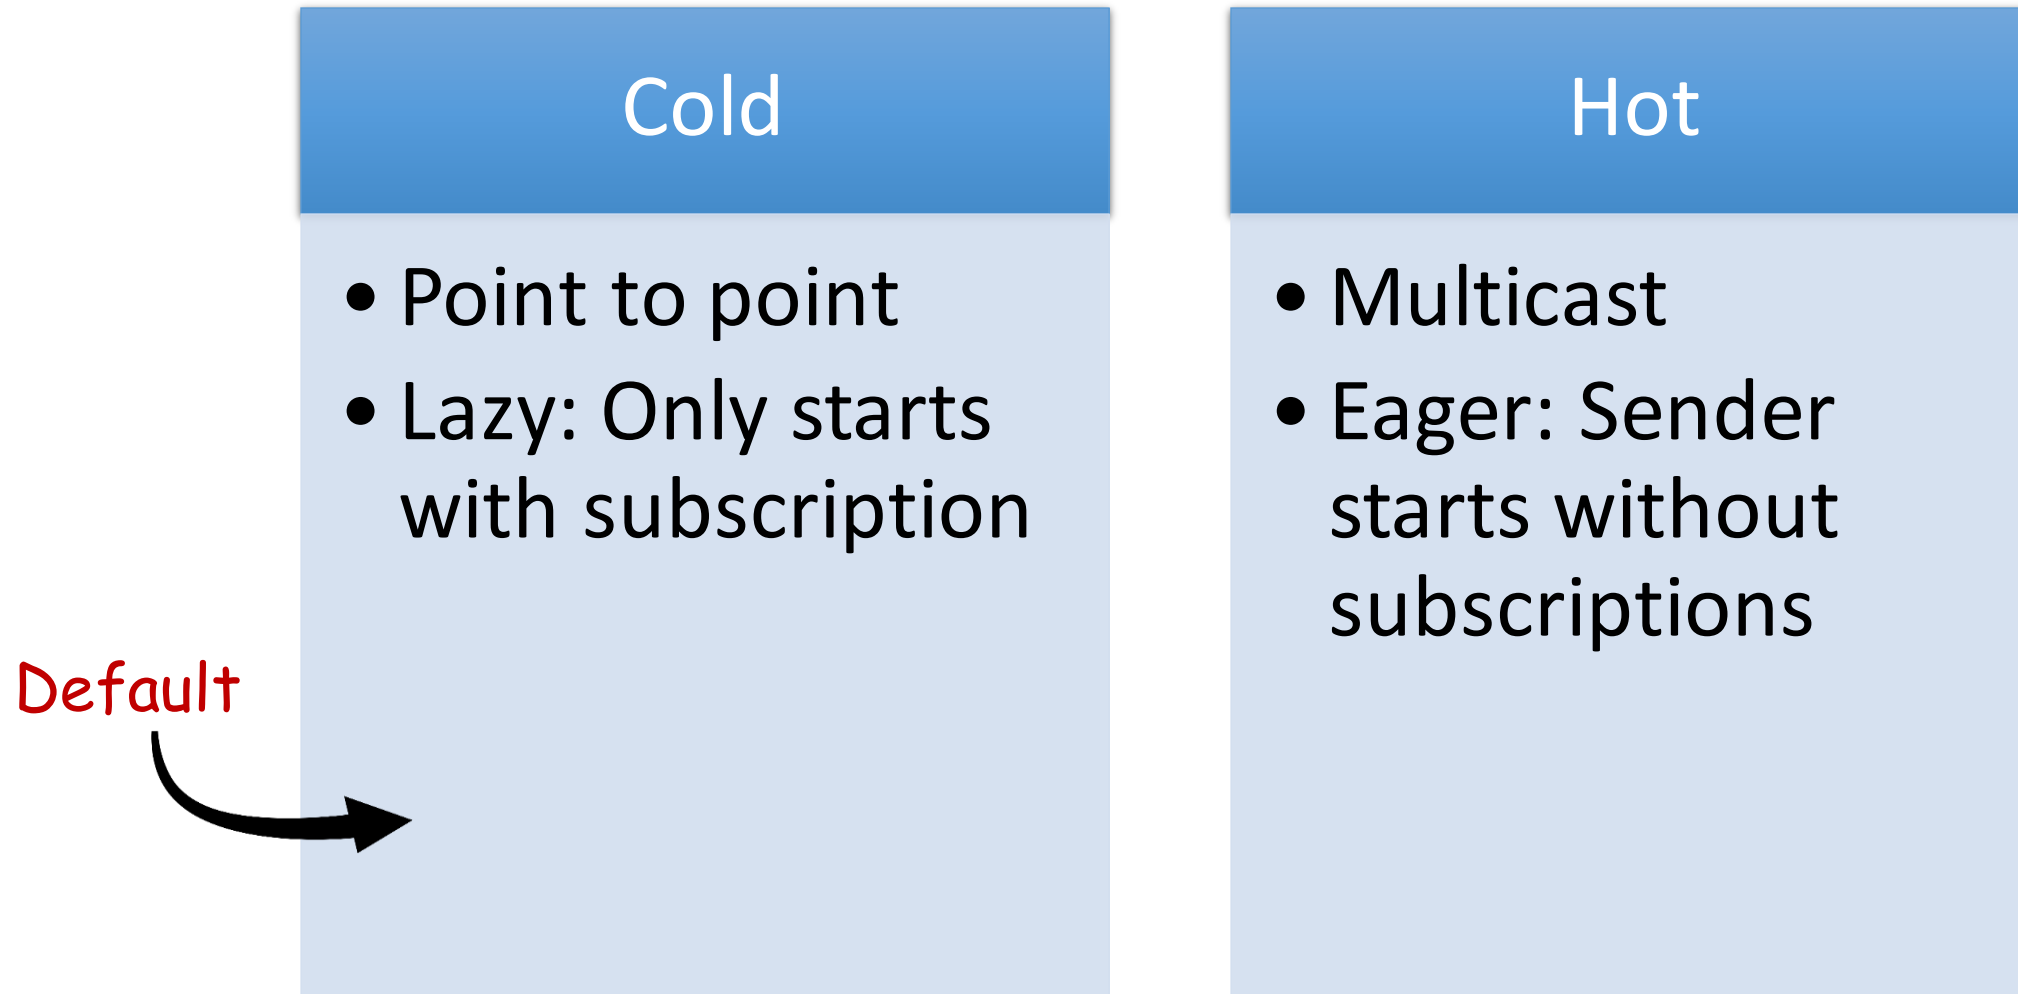 Cold
• Point to point
• Lazy: Only starts
with subscription
Default
Hot
• Multicast
• Eager: Sender
starts without
subscriptions